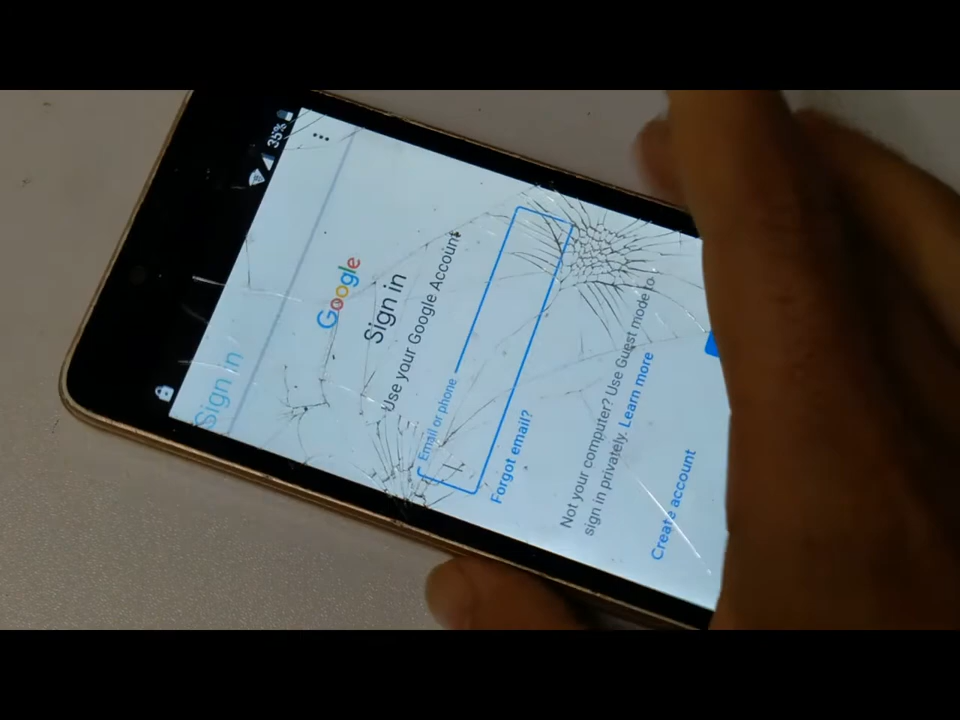 35%
Sign in
Google
Sign in
Use your Google Account
Email or phone
Forgot email?
Not your computer? Use Guest mode to
sign in privately. Learn more
Create account